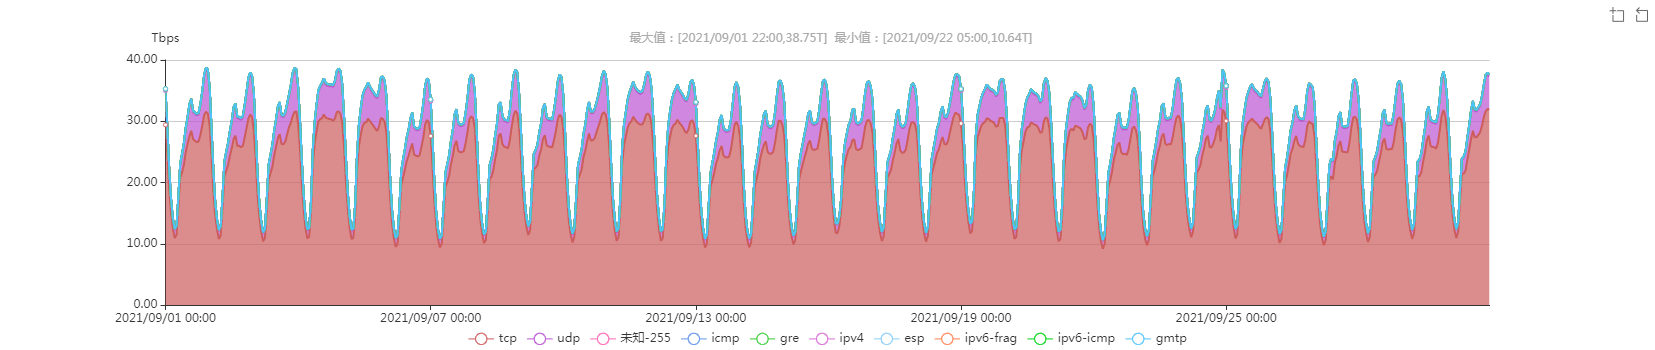 Tbps
最大值：[2021/09/01 22:00,38.75T] 最小值：[2021/09/22 05:00,10.64T]
40.00
30.00
20.00
10.00
0.00
2021/09/01 00:00 2021/09/07 00:00 2021/09/13 00:00 2021/09/19 00:00 2021/09/25 00:00
tcp udp 未知-255 icmp gre ipv4 esp ipv6-frag ipv6-icmp gmtp